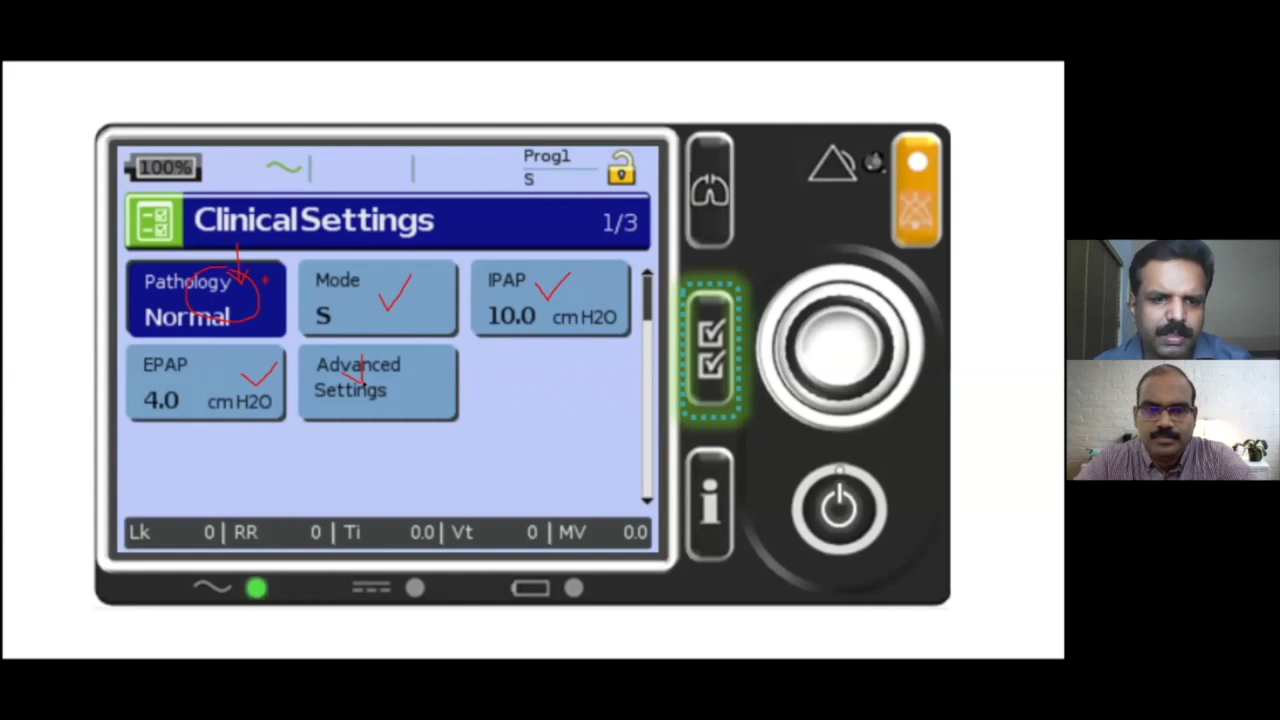 100%
Prog1
S
Clinical Settings 1/3
Pathology
Normal
Mode
S
IPAP
10.0 cmH2O
EPAP
4.0 cmH2O
Advanced
Settings
Lk 0 | RR 0 | Ti 0.0 | Vt 0 | MV 0.0